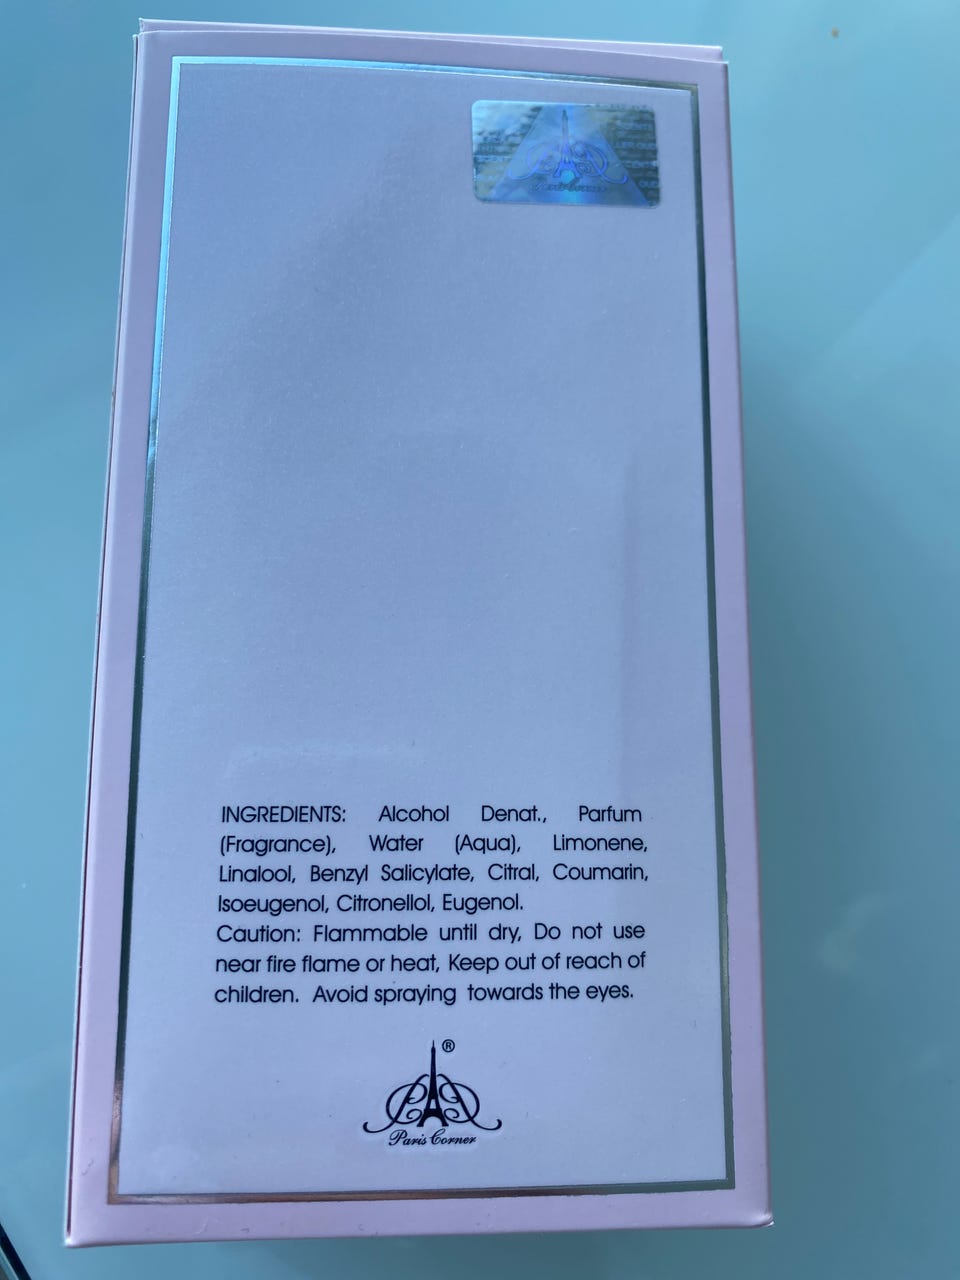 Paris Corner
INGREDIENTS: Alcohol Denat., Parfum
(Fragrance), Water (Aqua), Limonene,
Linalool, Benzyl Salicylate, Citral, Coumarin,
Isoeugenol, Citronellol, Eugenol.
Caution: Flammable until dry, Do not use
near fire flame or heat, Keep out of reach of
children. Avoid spraying towards the eyes.
®
Paris Corner